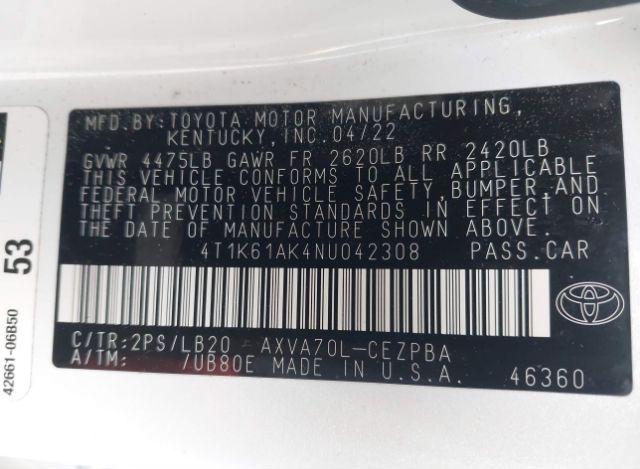 MFD.BY:TOYOTA MOTOR MANUFACTURING,
KENTUCKY,INC.04/22
GVWR 4475LB GAWR FR 2620LB RR 2420LB
THIS VEHICLE CONFORMS TO ALL APPLICABLE
FEDERAL MOTOR VEHICLE SAFETY,BUMPER,AND
THEFT PREVENTION STANDARDS IN EFFECT ON
THE DATE OF MANUFACTURE SHOWN ABOVE.
4T1K61AK4NU042308 PASS.CAR
C/TR:2PS/LB20 AXVA70L-CEZPBA
A/TM: 7UB80E MADE IN U.S.A. 46360
53
42661-06B50